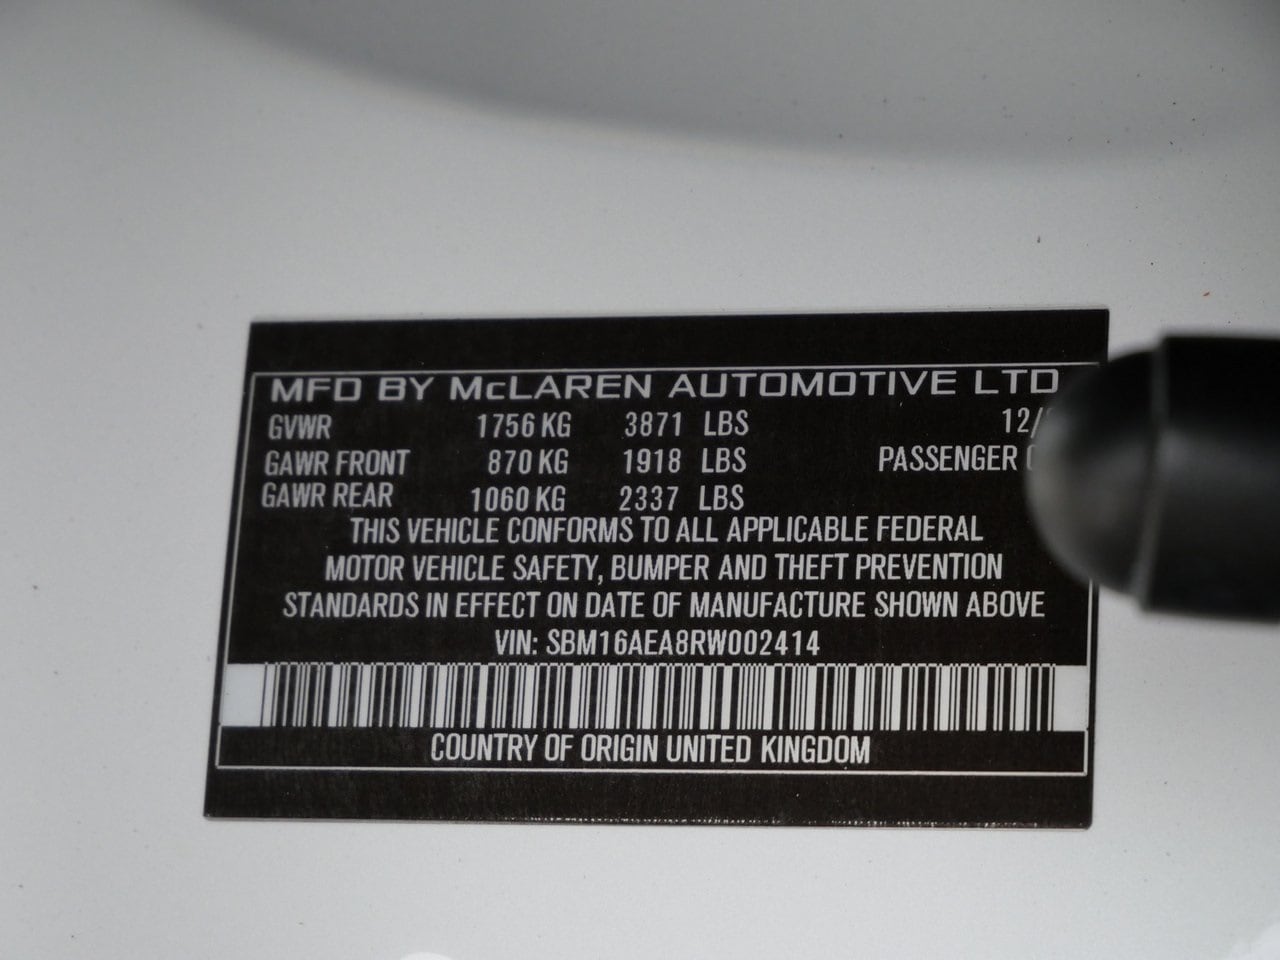 MFD BY McLAREN AUTOMOTIVE LTD
GVWR 1756 KG 3871 LBS 12/
GAWR FRONT 870 KG 1918 LBS PASSENGER
GAWR REAR 1060 KG 2337 LBS
THIS VEHICLE CONFORMS TO ALL APPLICABLE FEDERAL
MOTOR VEHICLE SAFETY, BUMPER AND THEFT PREVENTION
STANDARDS IN EFFECT ON DATE OF MANUFACTURE SHOWN ABOVE
VIN: SBM16AEA8RW002414
COUNTRY OF ORIGIN UNITED KINGDOM